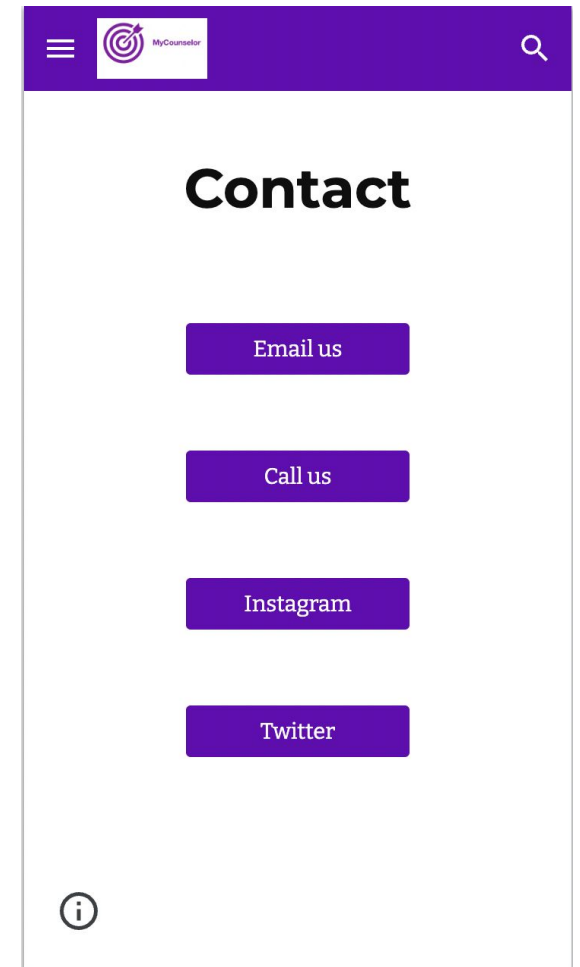 MyCounselor
Contact
Email us
Call us
Instagram
Twitter